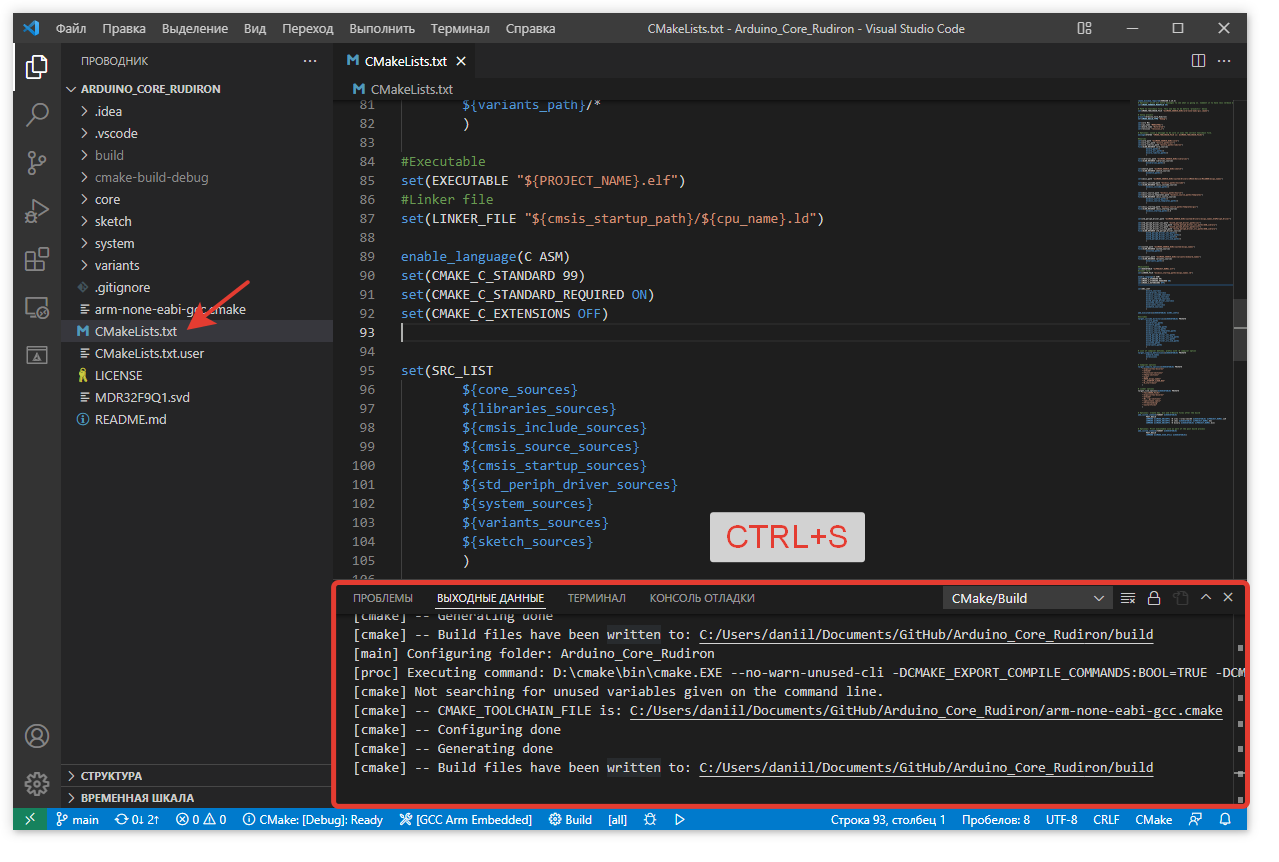 Файл Правка Выделение Вид Переход Выполнить Терминал Справка CMakeLists.txt - Arduino_Core_Rudiron - Visual Studio Code
ПРОВОДНИК
ARDUINO_CORE_RUDIRON
.idea
.vscode
build
cmake-build-debug
core
sketch
system
variants
.gitignore
arm-none-eabi-gcc.cmake
CMakeLists.txt
CMakeLists.txt.user
LICENSE
MDR32F9Q1.svd
README.md
СТРУКТУРА
ВРЕМЕННАЯ ШКАЛА
CMakeLists.txt
CMakeLists.txt
81 ${variants_path}/*
82 )
83
84 #Executable
85 set(EXECUTABLE "${PROJECT_NAME}.elf")
86 #Linker file
87 set(LINKER_FILE "${cmsis_startup_path}/${cpu_name}.ld")
88
89 enable_language(C ASM)
90 set(CMAKE_C_STANDARD 99)
91 set(CMAKE_C_STANDARD_REQUIRED ON)
92 set(CMAKE_C_EXTENSIONS OFF)
93
94
95 set(SRC_LIST
96 ${core_sources}
97 ${libraries_sources}
98 ${cmsis_include_sources}
99 ${cmsis_source_sources}
100 ${cmsis_startup_sources}
101 ${std_periph_driver_sources}
102 ${system_sources}
103 ${variants_sources}
104 ${sketch_sources}
105 )
106
CTRL+S
ПРОБЛЕМЫ ВЫХОДНЫЕ ДАННЫЕ ТЕРМИНАЛ КОНСОЛЬ ОТЛАДКИ CMake/Build
[cmake] -- Generating done
[cmake] -- Build files have been written to: C:/Users/daniil/Documents/GitHub/Arduino_Core_Rudiron/build
[main] Configuring folder: Arduino_Core_Rudiron
[proc] Executing command: D:\cmake\bin\cmake.EXE --no-warn-unused-cli -DCMAKE_EXPORT_COMPILE_COMMANDS:BOOL=TRUE -DCM
[cmake] Not searching for unused variables given on the command line.
[cmake] -- CMAKE_TOOLCHAIN_FILE is: C:/Users/daniil/Documents/GitHub/Arduino_Core_Rudiron/arm-none-eabi-gcc.cmake
[cmake] -- Configuring done
[cmake] -- Generating done
[cmake] -- Build files have been written to: C:/Users/daniil/Documents/GitHub/Arduino_Core_Rudiron/build
main 0↓ 2↑ 0 0 CMake: [Debug]: Ready [GCC Arm Embedded] Build [all] Строка 93, столбец 1 Пробелов: 8 UTF-8 CRLF CMake